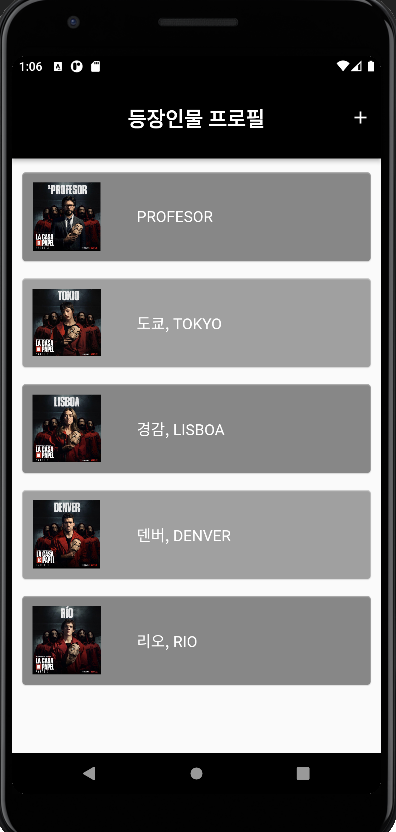 1:06
등장인물 프로필
+
PROFESOR
LA CASA
DE PAPEL
PROFESOR
TOKIO
LA CASA
DE PAPEL
도쿄, TOKYO
LISBOA
LA CASA
DE PAPEL
경감, LISBOA
DENVER
LA CASA
DE PAPEL
덴버, DENVER
RÍO
LA CASA
DE PAPEL
리오, RIO